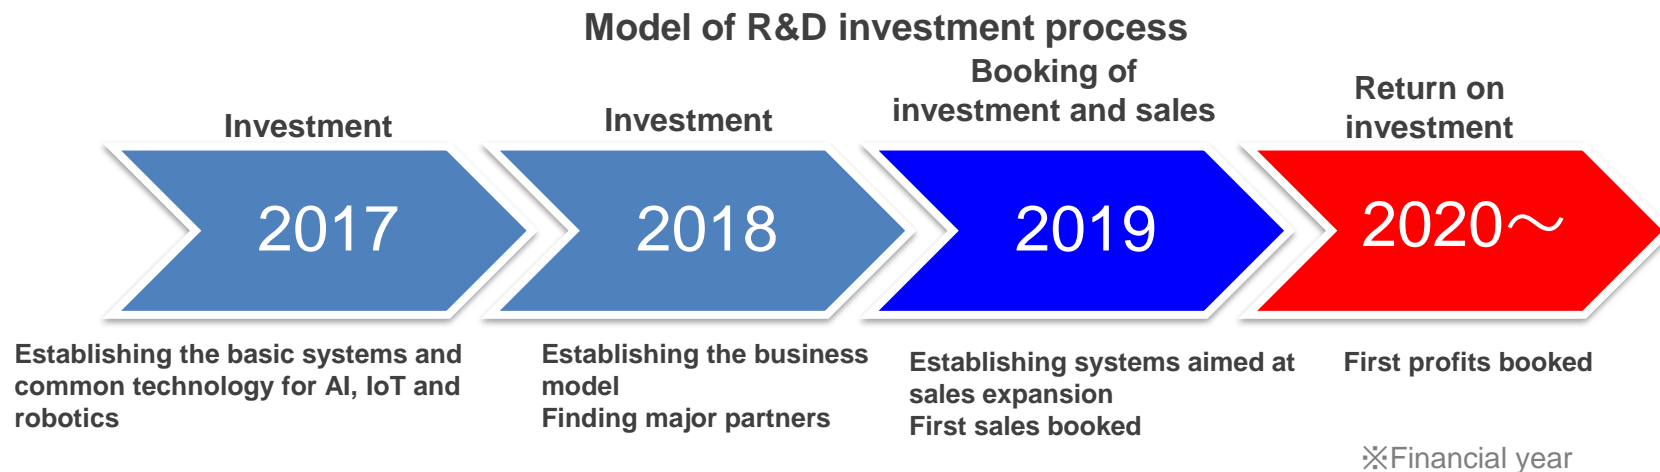 Model of R&D investment process
Investment
Investment
Booking of
investment and sales
Return on
investment
2017
2018
2019
2020～
Establishing the basic systems and
common technology for AI, IoT and
robotics
Establishing the business
model
Finding major partners
Establishing systems aimed at
sales expansion
First sales booked
First profits booked
※Financial year